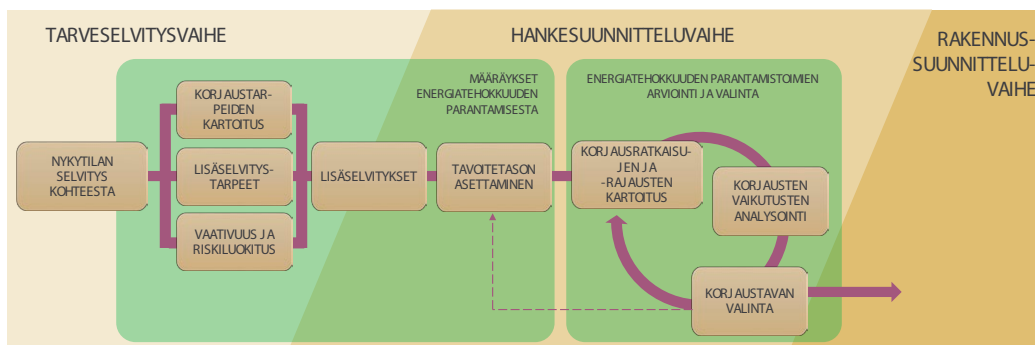 TARVESELVITYSVAIHE
HANKESUUNNITTELUVAIHE
RAKENNUS-
SUUNNITTELU-
VAIHE
MÄÄRÄYKSET
ENERGIATEHOKKUUDEN
PARANTAMISESTA
ENERGIATEHOKKUUDEN PARANTAMISTOIMIEN
ARVIOINTI JA VALINTA
NYKYTILAN
SELVITYS
KOHTEESTA
KORJAUSTAR-
PEIDEN
KARTOITUS
LISÄSELVITYS-
TARPEET
VAATIVUUS JA
RISKILUOKITUS
LISÄSELVITYKSET
TAVOITETASON
ASETTAMINEN
KORJAUSRATKAISU-
JEN JA
-RAJAUSTEN
KARTOITUS
KORJAUSTEN
VAIKUTUSTEN
ANALYSOINTI
KORJAUSTAVAN
VALINTA